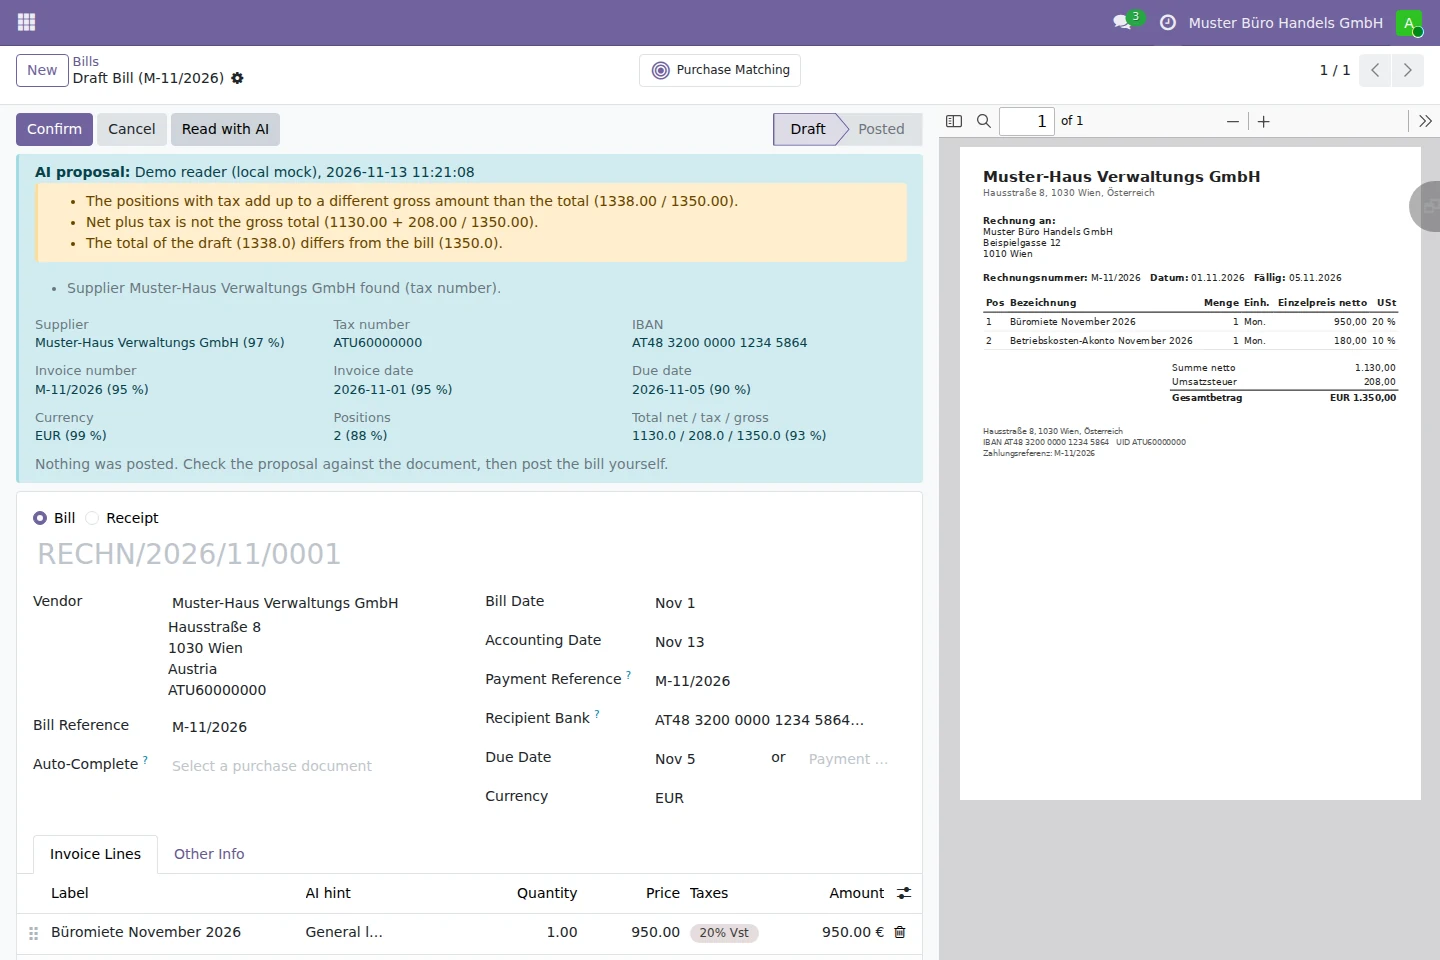 3
Muster Büro Handels GmbH
A
New
Bills
Draft Bill (M-11/2026)
Purchase Matching
1 / 1
Confirm
Cancel
Read with AI
Draft
Posted
1 of 1
AI proposal: Demo reader (local mock), 2026-11-13 11:21:08
The positions with tax add up to a different gross amount than the total (1338.00 / 1350.00).
Net plus tax is not the gross total (1130.00 + 208.00 / 1350.00).
The total of the draft (1338.0) differs from the bill (1350.0).
Supplier Muster-Haus Verwaltungs GmbH found (tax number).
Supplier Tax number IBAN
Muster-Haus Verwaltungs GmbH (97 %) ATU60000000 AT48 3200 0000 1234 5864
Invoice number Invoice date Due date
M-11/2026 (95 %) 2026-11-01 (95 %) 2026-11-05 (90 %)
Currency Positions Total net / tax / gross
EUR (99 %) 2 (88 %) 1130.0 / 208.0 / 1350.0 (93 %)
Nothing was posted. Check the proposal against the document, then post the bill yourself.
Bill Receipt
RECHN/2026/11/0001
Vendor Muster-Haus Verwaltungs GmbH
Hausstraße 8
1030 Wien
Austria
ATU60000000
Bill Reference M-11/2026
Auto-Complete ? Select a purchase document
Bill Date Nov 1
Accounting Date Nov 13
Payment Reference ? M-11/2026
Recipient Bank ? AT48 3200 0000 1234 5864...
Due Date Nov 5 or Payment ...
Currency EUR
Invoice Lines Other Info
Label AI hint Quantity Price Taxes Amount
Büromiete November 2026 General l... 1.00 950.00 20% Vst 950.00 €
Muster-Haus Verwaltungs GmbH
Hausstraße 8, 1030 Wien, Österreich
Rechnung an:
Muster Büro Handels GmbH
Beispielgasse 12
1010 Wien
Rechnungsnummer: M-11/2026 Datum: 01.11.2026 Fällig: 05.11.2026
Pos Bezeichnung Menge Einh. Einzelpreis netto USt
1 Büromiete November 2026 1 Mon. 950,00 20 %
2 Betriebskosten-Akonto November 2026 1 Mon. 180,00 10 %
Summe netto 1.130,00
Umsatzsteuer 208,00
Gesamtbetrag EUR 1.350,00
Hausstraße 8, 1030 Wien, Österreich
IBAN AT48 3200 0000 1234 5864 UID ATU60000000
Zahlungsreferenz: M-11/2026